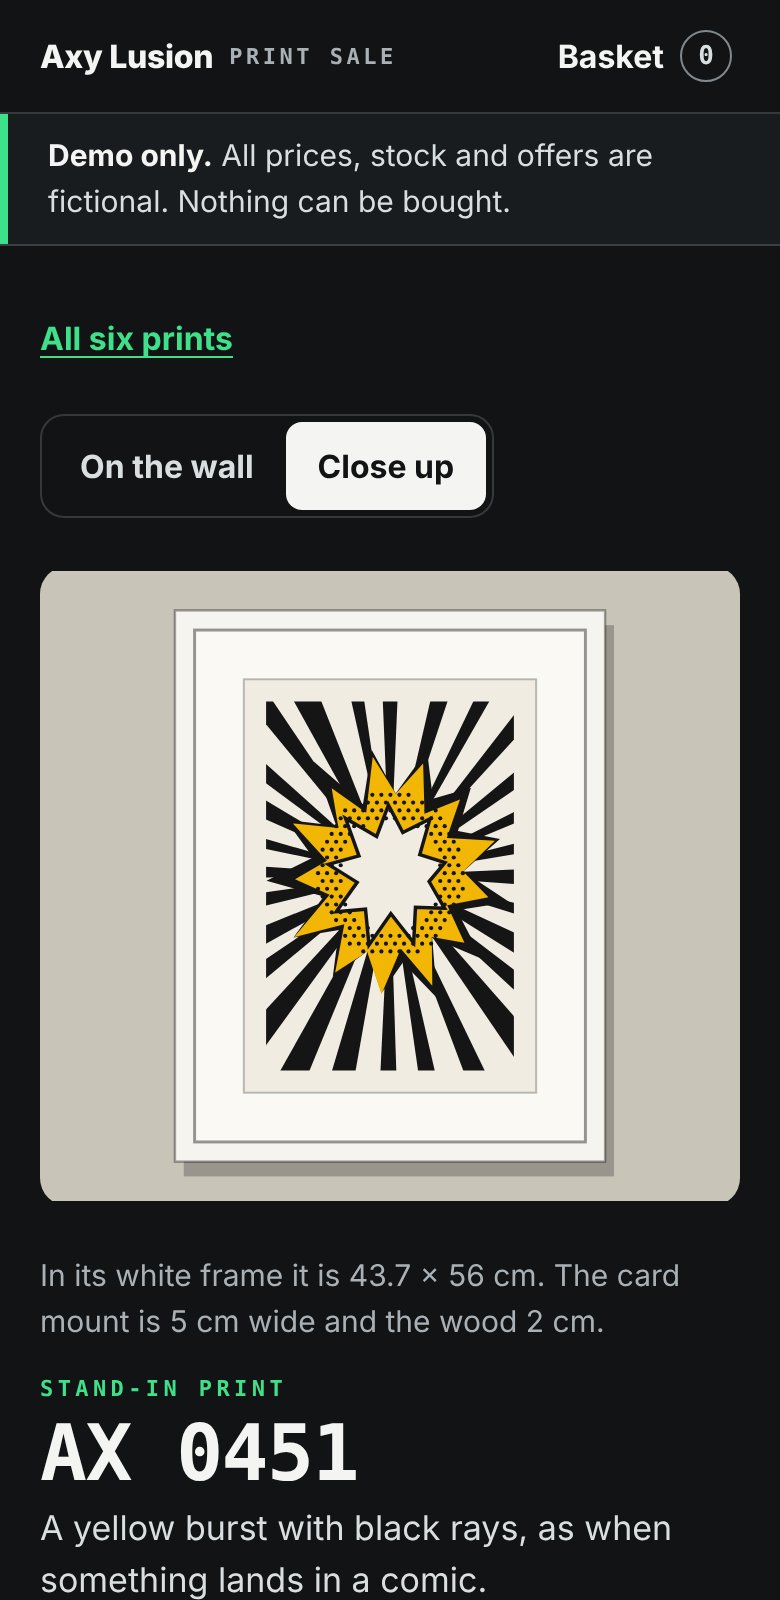 Axy Lusion PRINT SALE Basket 0
Demo only. All prices, stock and offers are
fictional. Nothing can be bought.
All six prints
On the wall Close up
In its white frame it is 43.7 × 56 cm. The card
mount is 5 cm wide and the wood 2 cm.
STAND-IN PRINT
AX 0451
A yellow burst with black rays, as when
something lands in a comic.